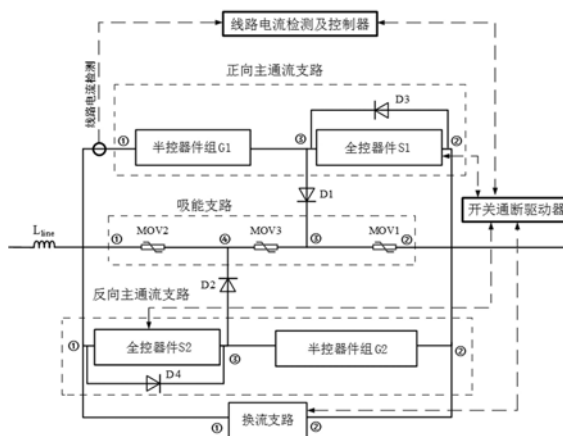 线路电流检测及控制器
正向主通流支路
线路电流检测
D3
① 半控器件组G1 ③ 全控器件S1 ②
D1
吸能支路
开关通断驱动器
Lline
① MOV2 ④ MOV3 ③ MOV1 ②
D2
反向主通流支路
① 全控器件S2 ③ 半控器件组G2 ②
D4
① 换流支路 ②